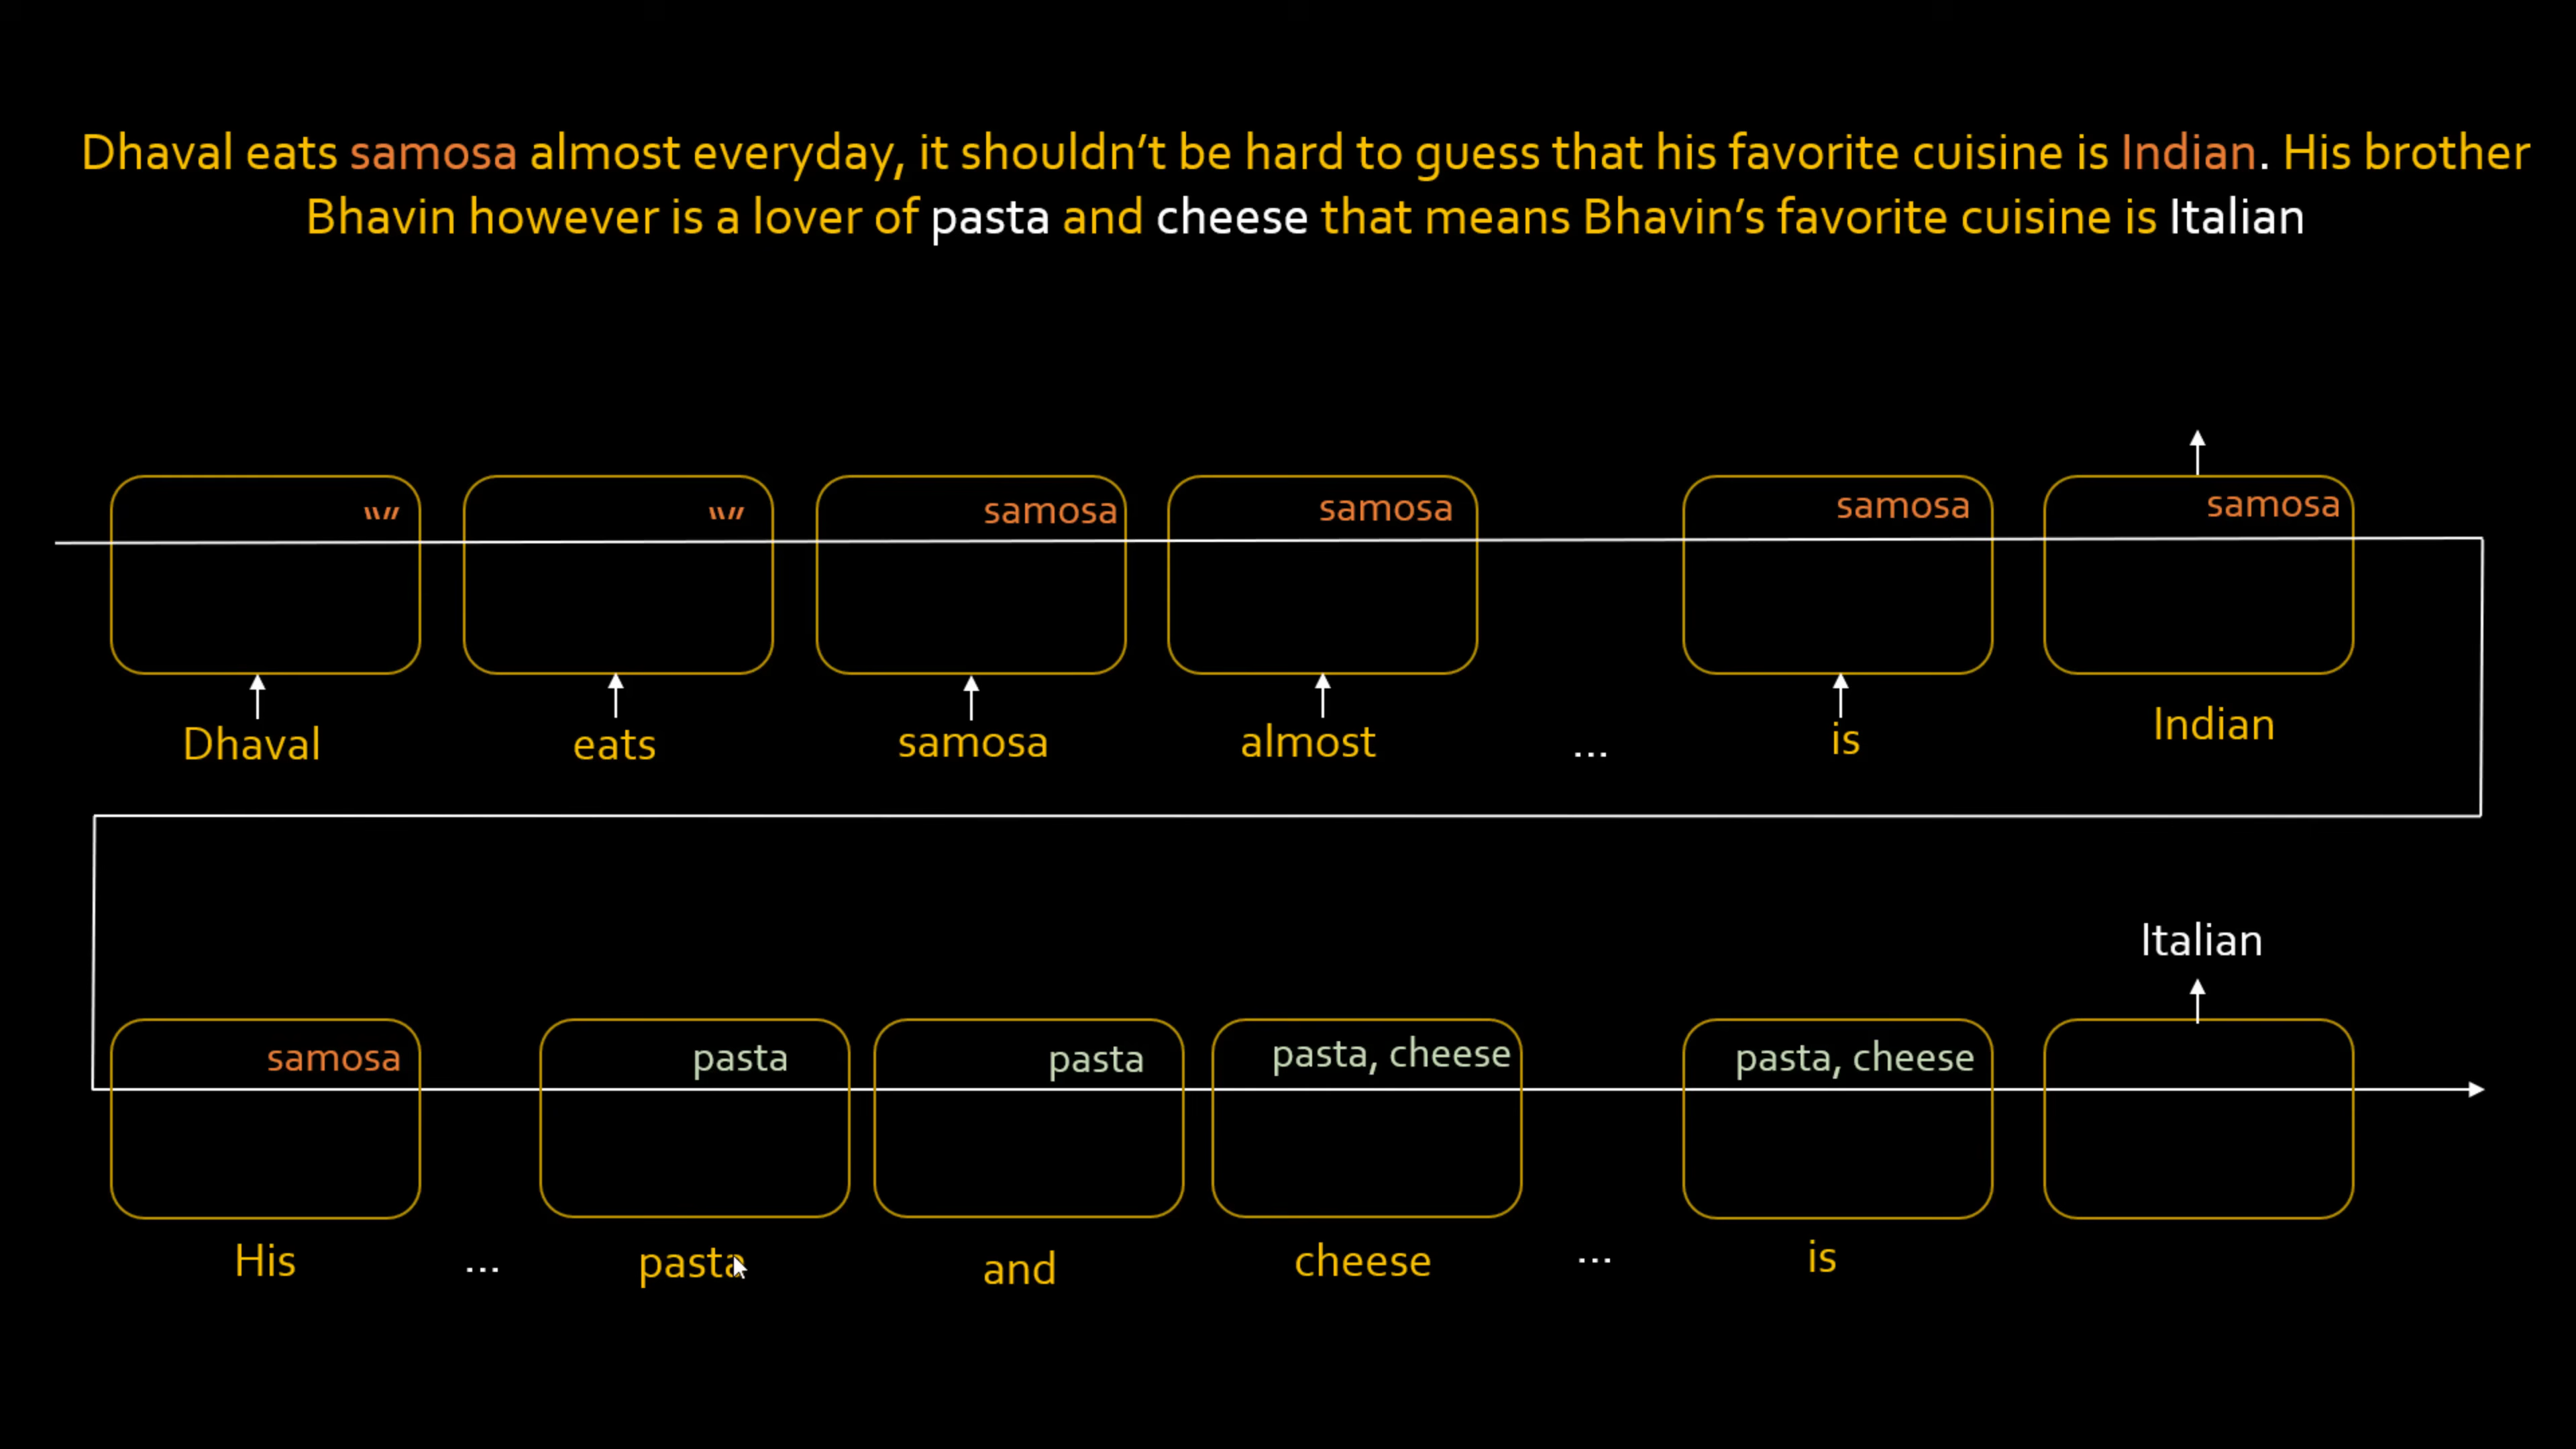 Dhaval eats samosa almost everyday, it shouldn't be hard to guess that his favorite cuisine is Indian. His brother
Bhavin however is a lover of pasta and cheese that means Bhavin's favorite cuisine is Italian
“” “” samosa samosa samosa samosa
Dhaval eats samosa almost ... is Indian
Italian
samosa pasta pasta pasta, cheese pasta, cheese
His ... pasta and cheese ... is